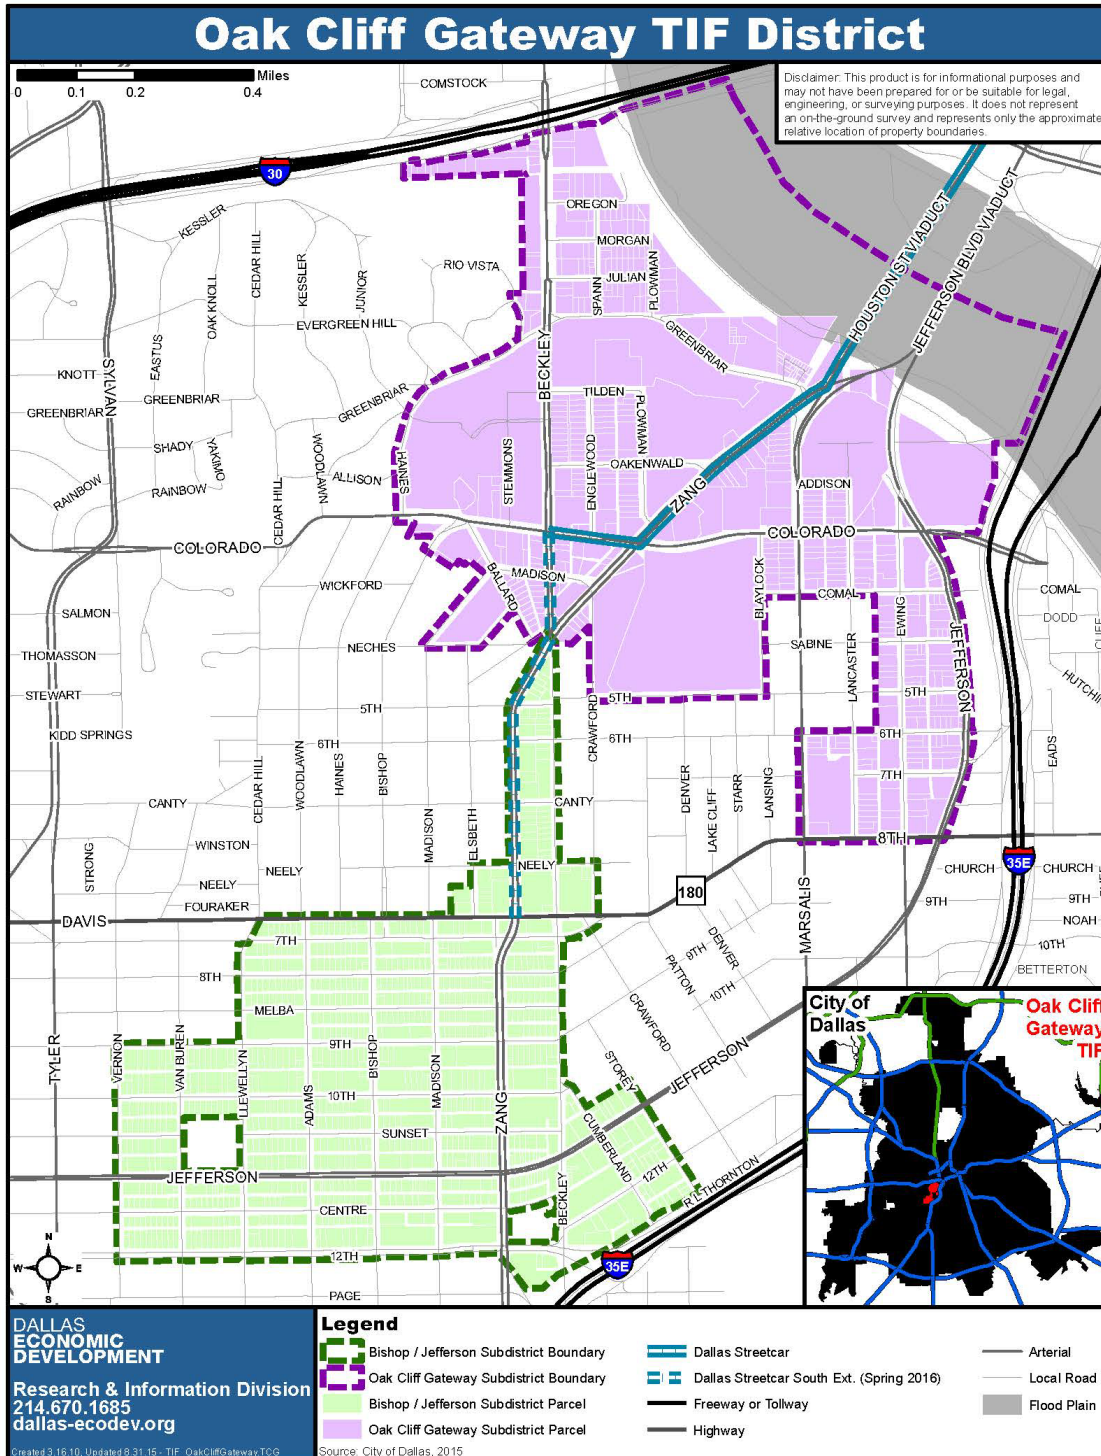 Oak Cliff Gateway TIF District
Miles
0 0.1 0.2 0.4
Disclaimer: This product is for informational purposes and
may not have been prepared for or be suitable for legal,
engineering, or surveying purposes. It does not represent
an on-the-ground survey and represents only the approximate
relative location of property boundaries.
COMSTOCK
30
KESSLER
CEDAR HILL
OAK KNOLL
KESSLER
JUNIOR
RIO VISTA
EVERGREEN HILL
OREGON
MORGAN
JULIAN
SPANN
PLOWMAN
GREENBRIAR
HOUSTON ST VIADUCT
JEFFERSON BLVD VIADUCT
BECKLEY
SYLVAN
EASTUS
KNOTT
GREENBRIAR
GREENBRIAR
GREENBRIAR
SHADY
YAKIMO
RAINBOW
RAINBOW
WOODLAWN
ALLISON
HAINES
CEDAR HILL
STEMMONS
TILDEN
PLOWMAN
ENGLEWOOD
OAKENWALD
ZANG
ADDISON
COLORADO
COLORADO
WICKFORD
MADISON
BALLARD
BLAYLOCK
COMAL
COMAL
DODD
CLIFF
SALMON
NECHES
SABINE
LANCASTER
EWING
JEFFERSON
THOMASSON
STEWART
KIDD SPRINGS
HUTCHIN
5TH
5TH
5TH
6TH
6TH
6TH
7TH
8TH
CRAWFORD
EADS
CEDAR HILL
WOODLAWN
HAINES
BISHOP
MADISON
ELSBETH
CANTY
CANTY
DENVER
LAKE CLIFF
STARR
LANSING
WINSTON
STRONG
NEELY
NEELY
NEELY
FOURAKER
DAVIS
180
MARSALIS
35E
CHURCH
CHURCH
9TH
9TH
NOAH
10TH
BETTERTON
7TH
8TH
MELBA
9TH
10TH
SUNSET
VERNON
VAN BUREN
LLEWELLYN
ADAMS
BISHOP
MADISON
ZANG
TYLER
PATTON
9TH
DENVER
10TH
CRAWFORD
STOREY
JEFFERSON
CUMBERLAND
12TH
R L THORNTON
BECKLEY
JEFFERSON
CENTRE
12TH
PAGE
35E
N
W E
S
City of
Dallas
Oak Cliff
Gateway
TIF
DALLAS
ECONOMIC
DEVELOPMENT
Research & Information Division
214.670.1685
dallas-ecodev.org
Created 3.16.10, Updated 8.31.15 - TIF_OakCliffGateway.TCG
Legend
Bishop / Jefferson Subdistrict Boundary
Oak Cliff Gateway Subdistrict Boundary
Bishop / Jefferson Subdistrict Parcel
Oak Cliff Gateway Subdistrict Parcel
Dallas Streetcar
Dallas Streetcar South Ext. (Spring 2016)
Freeway or Tollway
Highway
Arterial
Local Road
Flood Plain
Source: City of Dallas, 2015